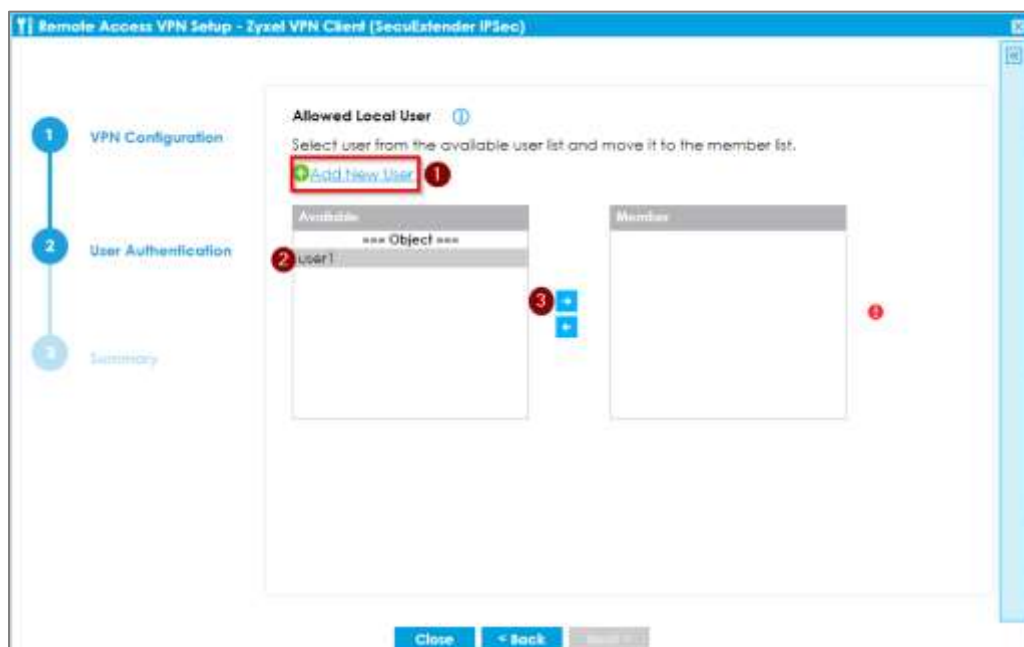 Remote Access VPN Setup - Zyxel VPN Client (SecuExtender IPSec)
1
VPN Configuration
2
User Authentication
3
Summary
Allowed Local User
Select user from the available user list and move it to the member list.
Add New User
1
Available
=== Object ===
2
user1
3
Member
Close
< Back
Next >